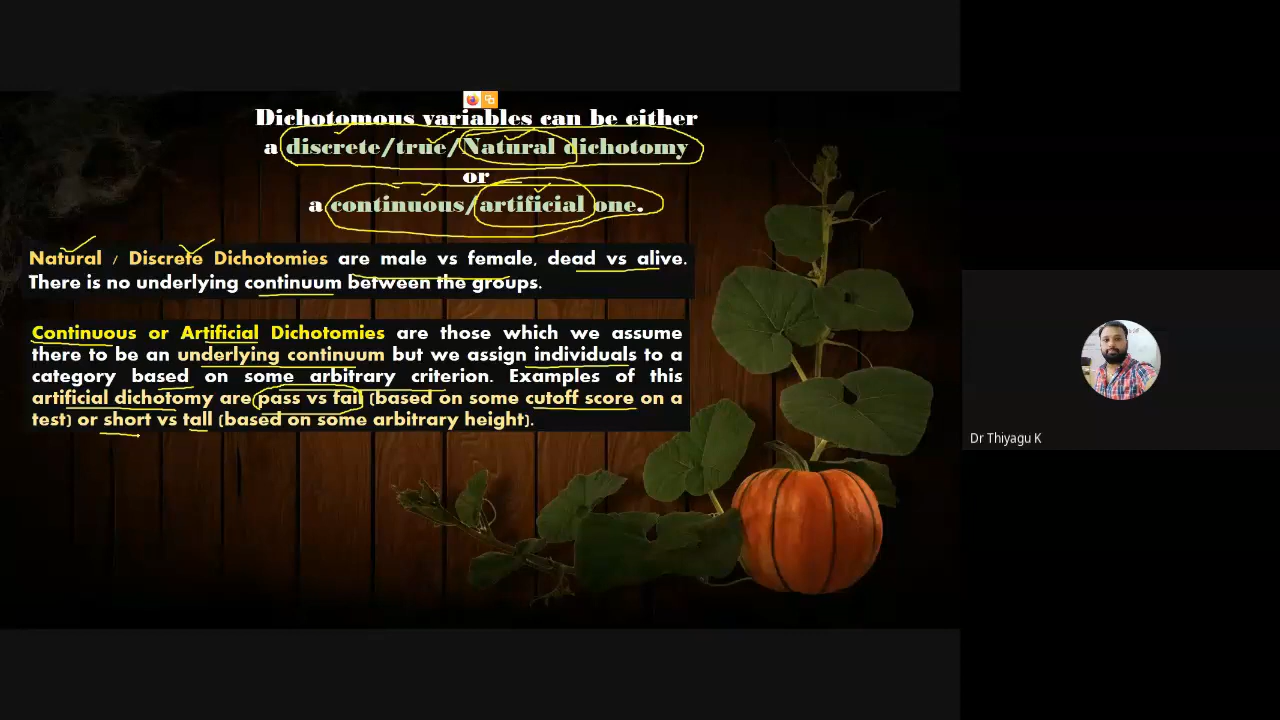 Dichotomous variables can be either
a discrete/true/Natural dichotomy
or
a continuous/artificial one.
Natural / Discrete Dichotomies are male vs female, dead vs alive.
There is no underlying continuum between the groups.
Continuous or Artificial Dichotomies are those which we assume
there to be an underlying continuum but we assign individuals to a
category based on some arbitrary criterion. Examples of this
artificial dichotomy are pass vs fail (based on some cutoff score on a
test) or short vs tall (based on some arbitrary height).
Dr Thiyagu K